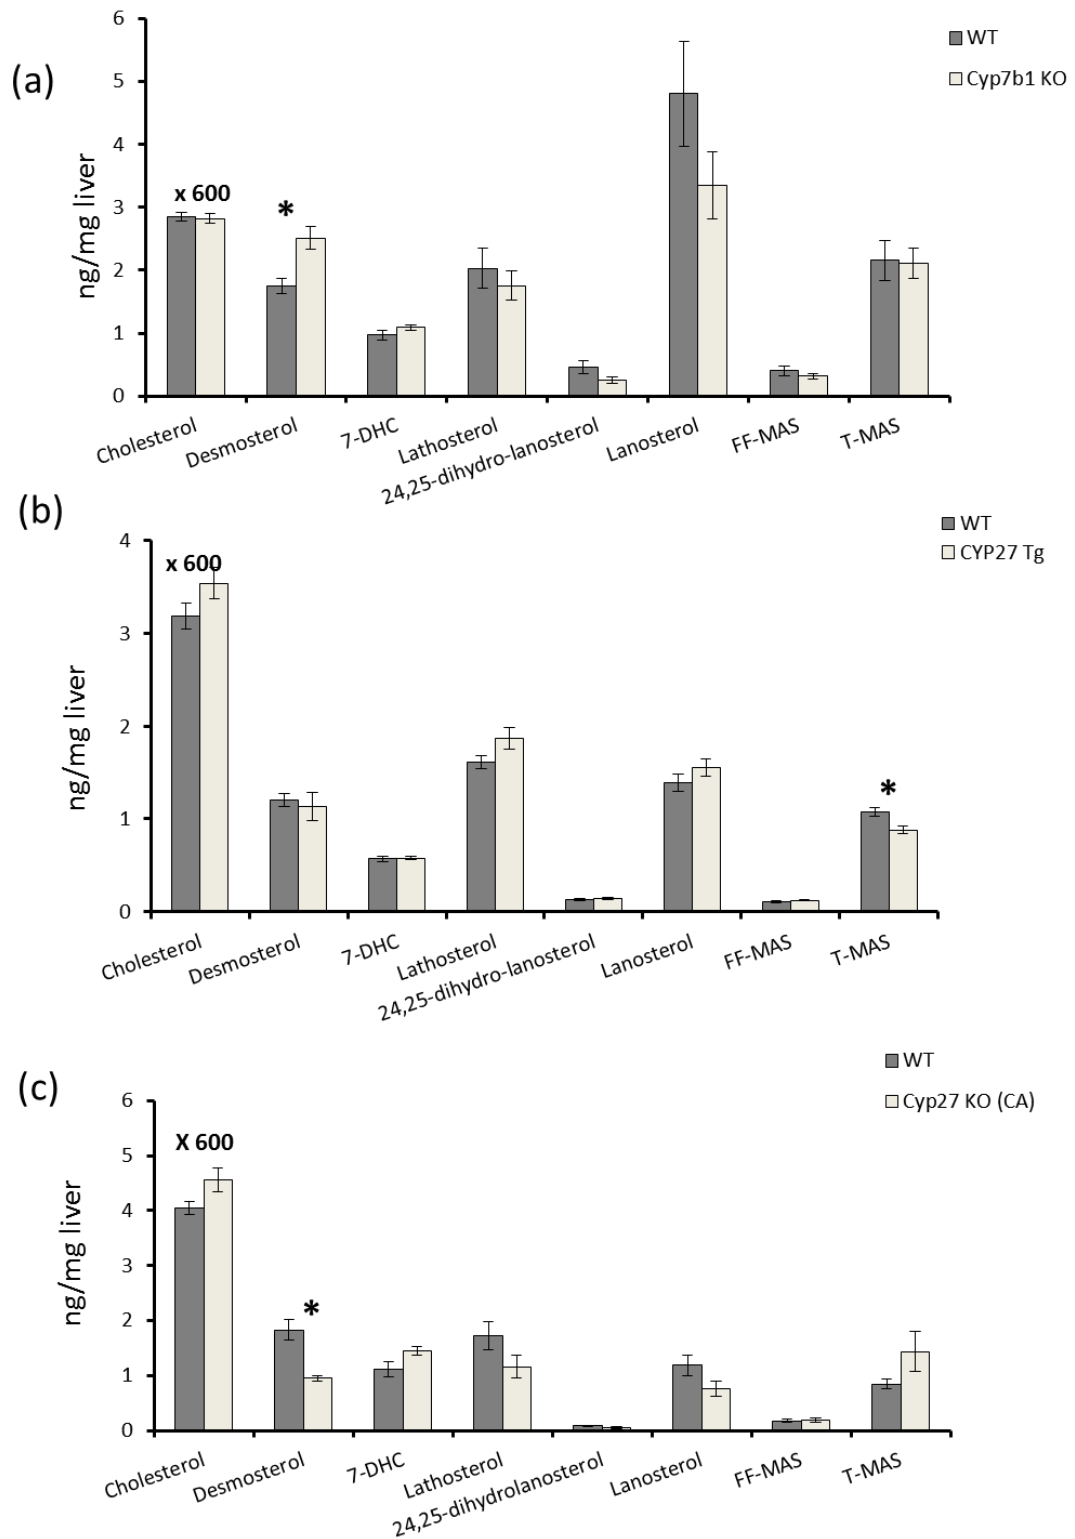 (a)
WT
Cyp7b1 KO
ng/mg liver
6
5
4
3
2
1
0
x 600
*
Cholesterol
Desmosterol
7-DHC
Lathosterol
24,25-dihydro-lanosterol
Lanosterol
FF-MAS
T-MAS
(b)
WT
CYP27 Tg
ng/mg liver
4
3
2
1
0
x 600
*
Cholesterol
Desmosterol
7-DHC
Lathosterol
24,25-dihydro-lanosterol
Lanosterol
FF-MAS
T-MAS
(c)
WT
Cyp27 KO (CA)
ng/mg liver
6
5
4
3
2
1
0
X 600
*
Cholesterol
Desmosterol
7-DHC
Lathosterol
24,25-dihydrolanosterol
Lanosterol
FF-MAS
T-MAS